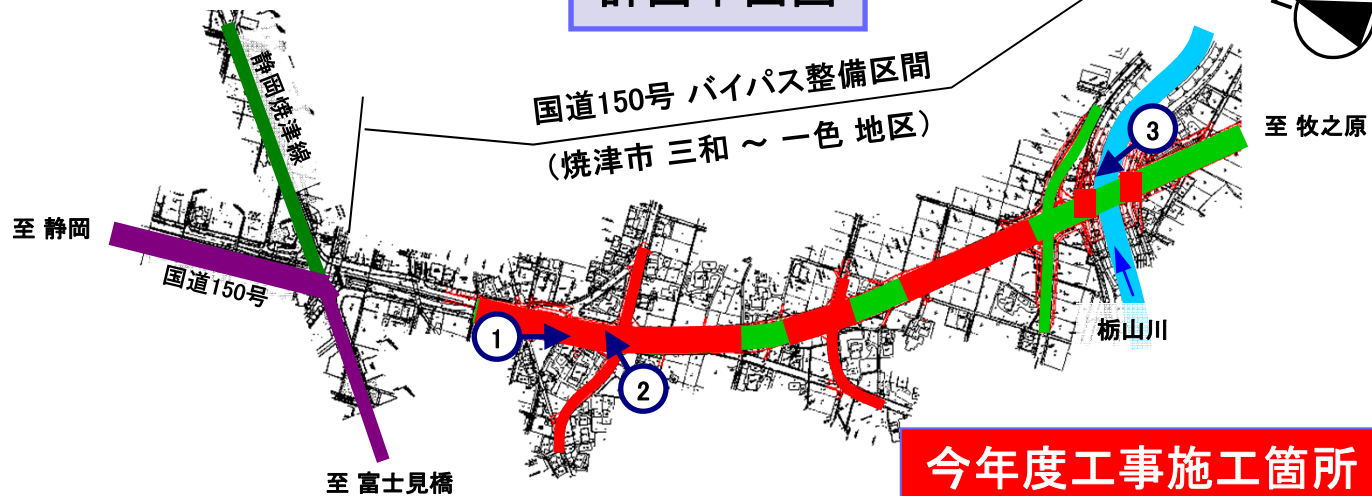 国道150号 バイパス整備区間
(焼津市 三和 ～ 一色 地区)
静岡焼津線
至 静岡
国道150号
至 富士見橋
1
2
3
至 牧之原
栃山川
今年度工事施工箇所